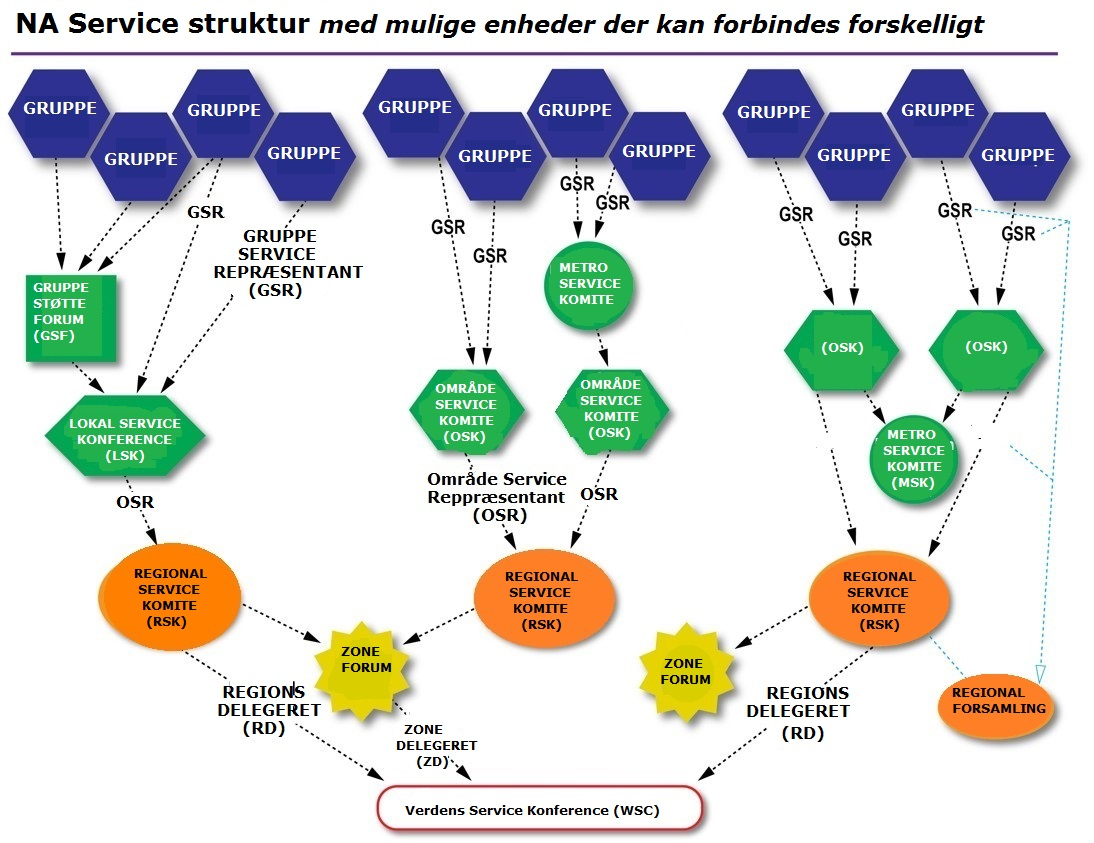 NA Service struktur med mulige enheder der kan forbindes forskelligt
GRUPPE
GRUPPE
GRUPPE
GRUPPE
GRUPPE
GRUPPE
GRUPPE
GRUPPE
GRUPPE
GRUPPE
GRUPPE
GRUPPE
GSR
GRUPPE
SERVICE
REPRÆSENTANT
(GSR)
GSR
GSR
GSR
GSR
GSR
GSR
GSR
GSR
GRUPPE
STØTTE
FORUM
(GSF)
METRO
SERVICE
KOMITE
(OSK)
(OSK)
LOKAL SERVICE
KONFERENCE
(LSK)
OMRÅDE
SERVICE
KOMITE
(OSK)
OMRÅDE
SERVICE
KOMITE
(OSK)
METRO
SERVICE
KOMITE
(MSK)
OSR
Område Service
Reppræsentant
(OSR)
OSR
REGIONAL
SERVICE
KOMITE
(RSK)
REGIONAL
SERVICE
KOMITE
(RSK)
REGIONAL
SERVICE
KOMITE
(RSK)
ZONE
FORUM
ZONE
FORUM
REGIONAL
FORSAMLING
REGIONS
DELEGERET
(RD)
ZONE
DELEGERET
(ZD)
REGIONS
DELEGERET
(RD)
Verdens Service Konference (WSC)